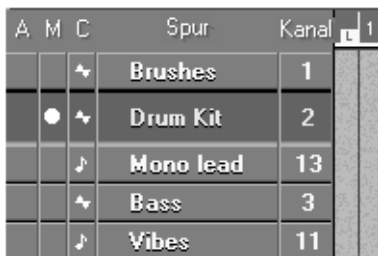 A M C Spur Kanal L 1
Brushes 1
Drum Kit 2
Mono lead 13
Bass 3
Vibes 11